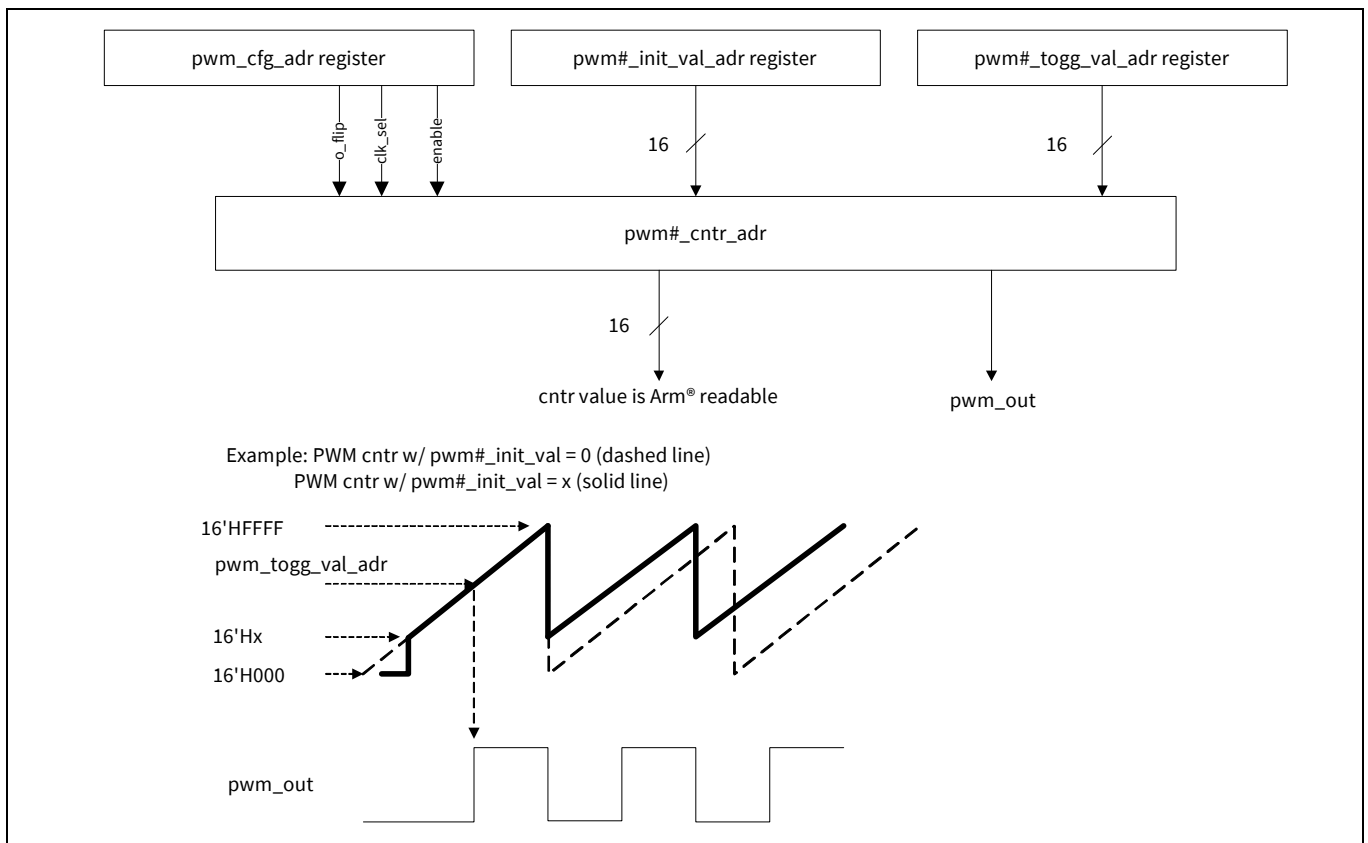 pwm_cfg_adr register
pwm#_init_val_adr register
pwm#_togg_val_adr register
o_flip
clk_sel
enable
16
16
pwm#_cntr_adr
16
cntr value is Arm® readable
pwm_out
Example: PWM cntr w/ pwm#_init_val = 0 (dashed line)
PWM cntr w/ pwm#_init_val = x (solid line)
16'HFFFF
pwm_togg_val_adr
16'Hx
16'H000
pwm_out